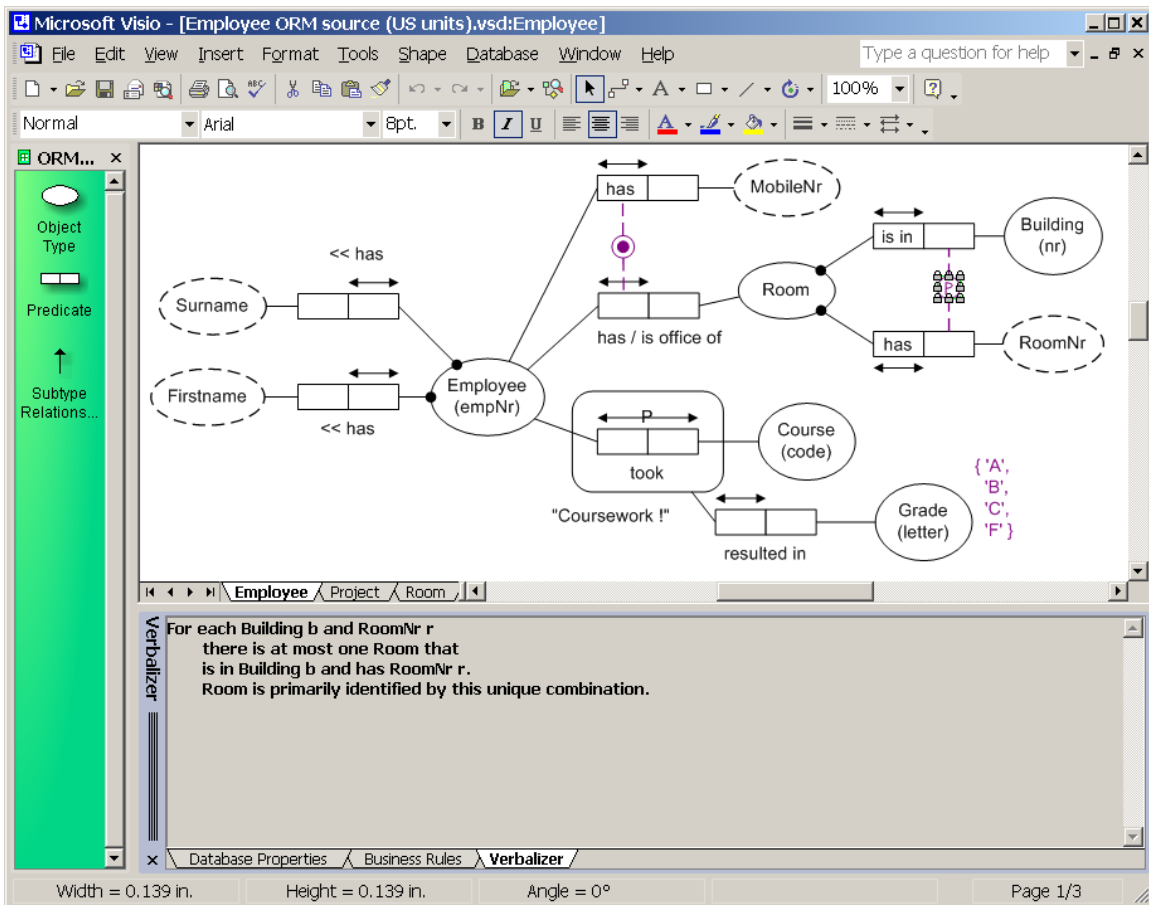 Microsoft Visio - [Employee ORM source (US units).vsd:Employee]
File Edit View Insert Format Tools Shape Database Window Help Type a question for help
100%
Normal Arial 8pt. B I U A
ORM...
Object
Type
Predicate
Subtype
Relations...
has
MobileNr
<< has
is in
Building
(nr)
Surname
Room
P
has / is office of
has
RoomNr
Firstname
<< has
Employee
(empNr)
P
took
Course
(code)
{ 'A',
'B',
'C',
'F' }
"Coursework !"
Grade
(letter)
resulted in
Employee Project Room
Verbalizer
For each Building b and RoomNr r
there is at most one Room that
is in Building b and has RoomNr r.
Room is primarily identified by this unique combination.
Database Properties Business Rules Verbalizer
Width = 0.139 in. Height = 0.139 in. Angle = 0° Page 1/3